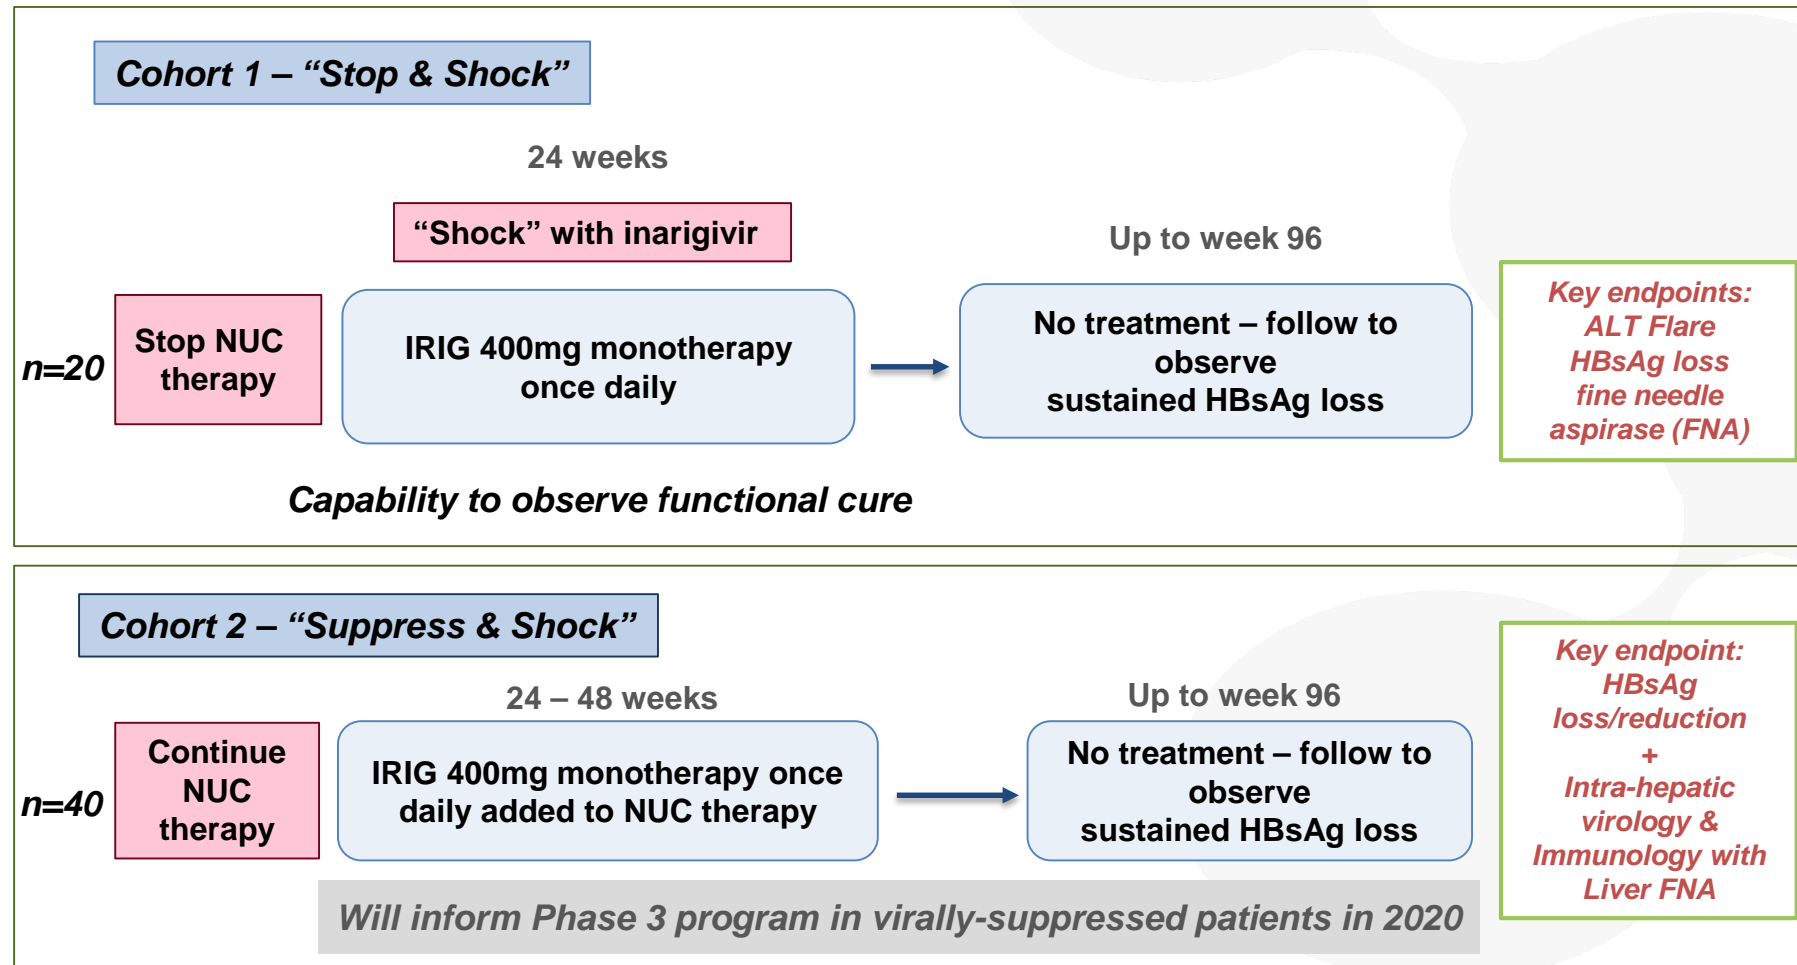 Cohort 1 – “Stop & Shock”
24 weeks
“Shock” with inarigivir
Up to week 96
n=20
Stop NUC
therapy
IRIG 400mg monotherapy
once daily
No treatment – follow to
observe
sustained HBsAg loss
Key endpoints:
ALT Flare
HBsAg loss
fine needle
aspirase (FNA)
Capability to observe functional cure
Cohort 2 – “Suppress & Shock”
24 – 48 weeks
Up to week 96
n=40
Continue
NUC
therapy
IRIG 400mg monotherapy once
daily added to NUC therapy
No treatment – follow to
observe
sustained HBsAg loss
Key endpoint:
HBsAg
loss/reduction
+
Intra-hepatic
virology &
Immunology with
Liver FNA
Will inform Phase 3 program in virally-suppressed patients in 2020